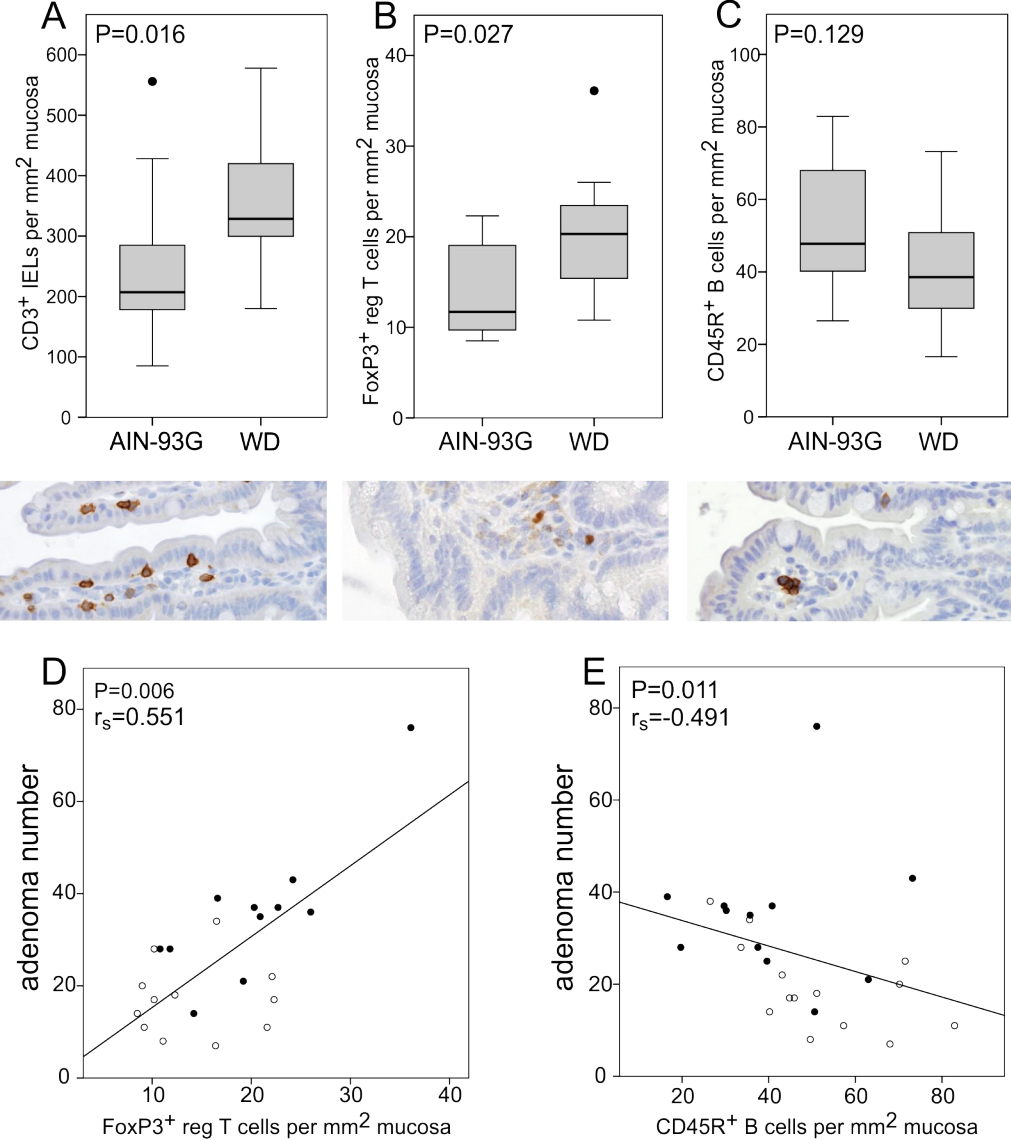 A
P=0.016
CD3+ IELs per mm2 mucosa
600
500
400
300
200
100
0
AIN-93G WD
B
P=0.027
FoxP3+ reg T cells per mm2 mucosa
40
30
20
10
0
AIN-93G WD
C
P=0.129
CD45R+ B cells per mm2 mucosa
100
80
60
40
20
0
AIN-93G WD
D
P=0.006
rs=0.551
adenoma number
80
60
40
20
0
10 20 30 40
FoxP3+ reg T cells per mm2 mucosa
E
P=0.011
rs=-0.491
adenoma number
80
60
40
20
0
20 40 60 80
CD45R+ B cells per mm2 mucosa